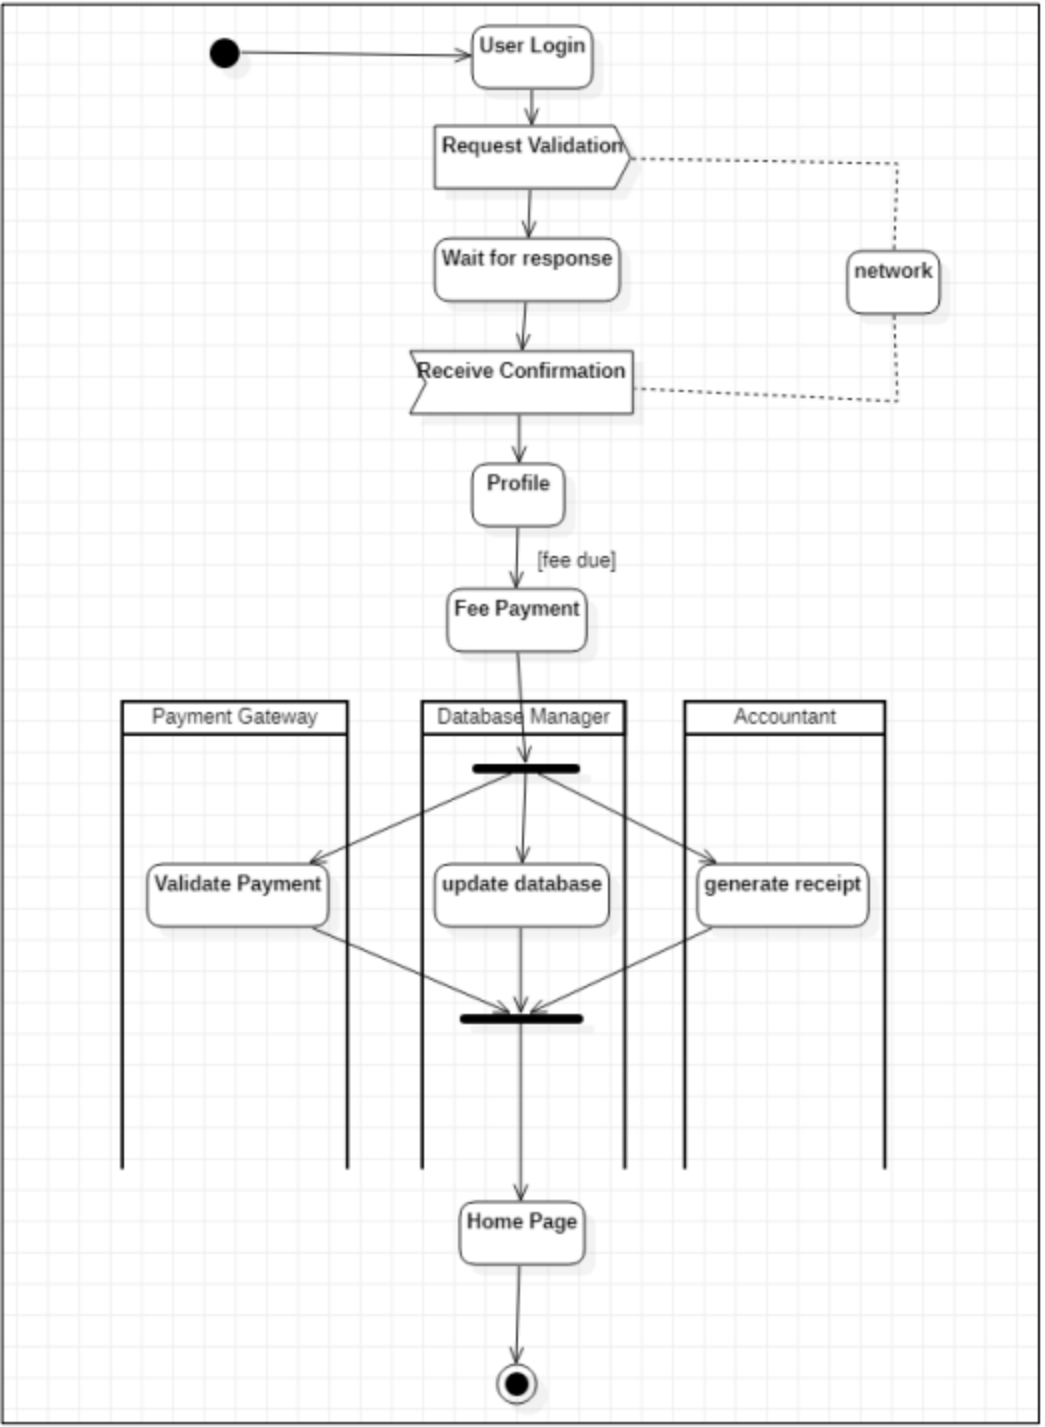 User Login
Request Validation
Wait for response
network
Receive Confirmation
Profile
[fee due]
Fee Payment
Payment Gateway
Database Manager
Accountant
Validate Payment
update database
generate receipt
Home Page